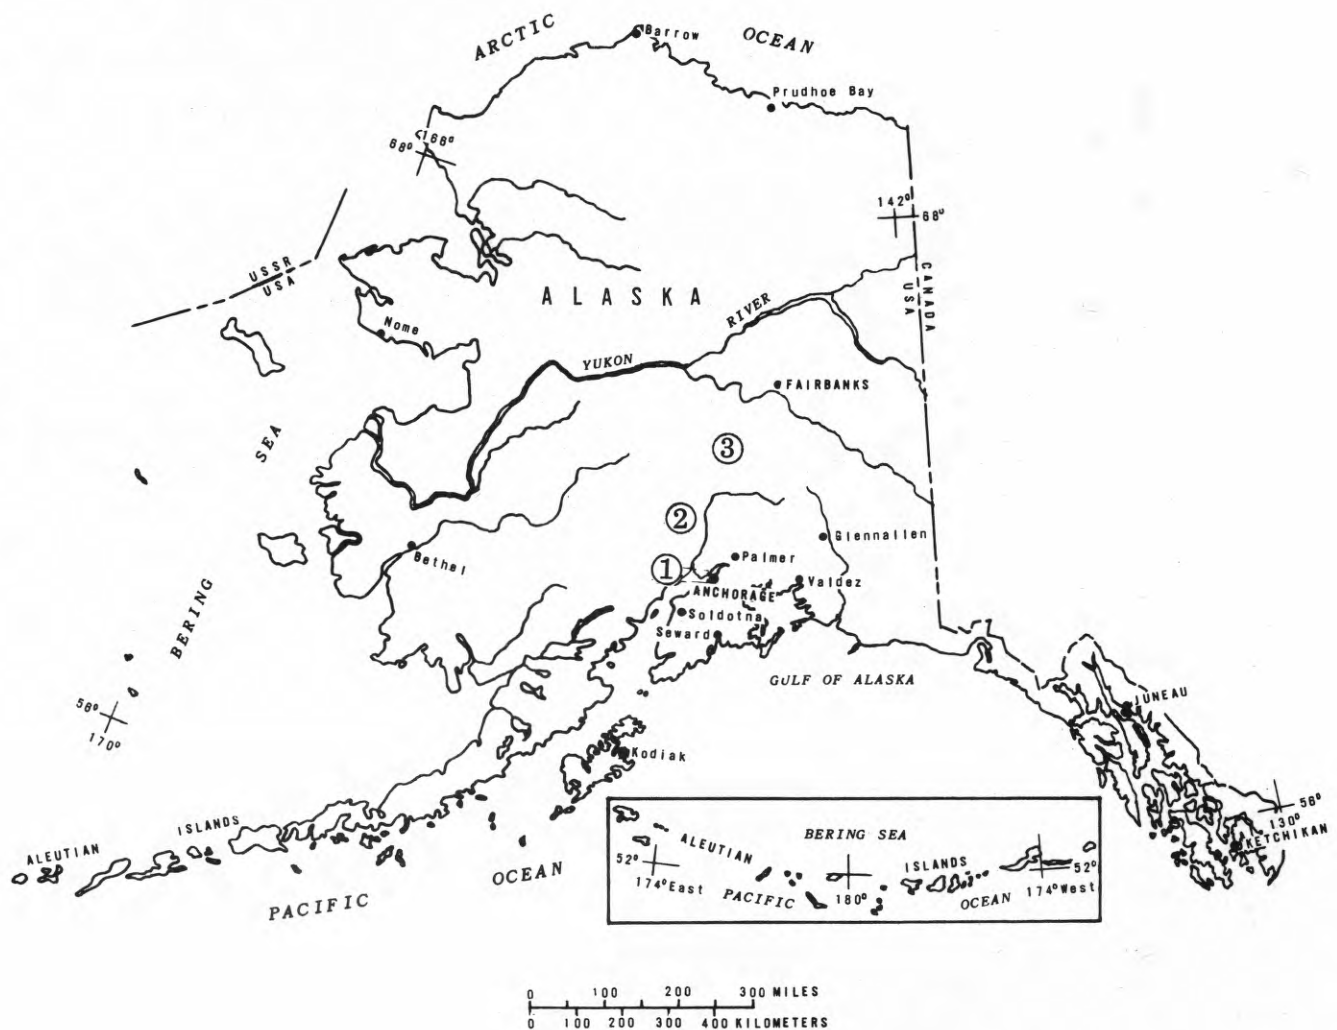 ARCTIC OCEAN
Barrow
Prudhoe Bay
68° 168°
142°
68°
USSR
USA
CANADA
USA
ALASKA
RIVER
Nome
YUKON
FAIRBANKS
SEA
3
2
Glennallen
Bethel
Palmer
1
ANCHORAGE
Valdez
Soldotna
BERING
Seward
GULF OF ALASKA
58°
170°
JUNEAU
Kodiak
58°
130°
KETCHIKAN
ALEUTIAN ISLANDS
PACIFIC OCEAN
BERING SEA
ALEUTIAN
ISLANDS
52°
174° East
PACIFIC
180°
OCEAN
174° West
52°
0 100 200 300 MILES
0 100 200 300 400 KILOMETERS